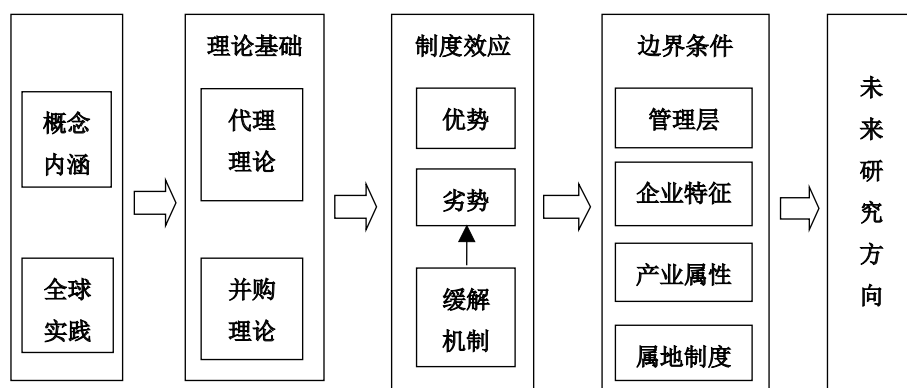 概念
内涵
全球
实践
理论基础
代理
理论
并购
理论
制度效应
优势
劣势
缓解
机制
边界条件
管理层
企业特征
产业属性
属地制度
未
来
研
究
方
向